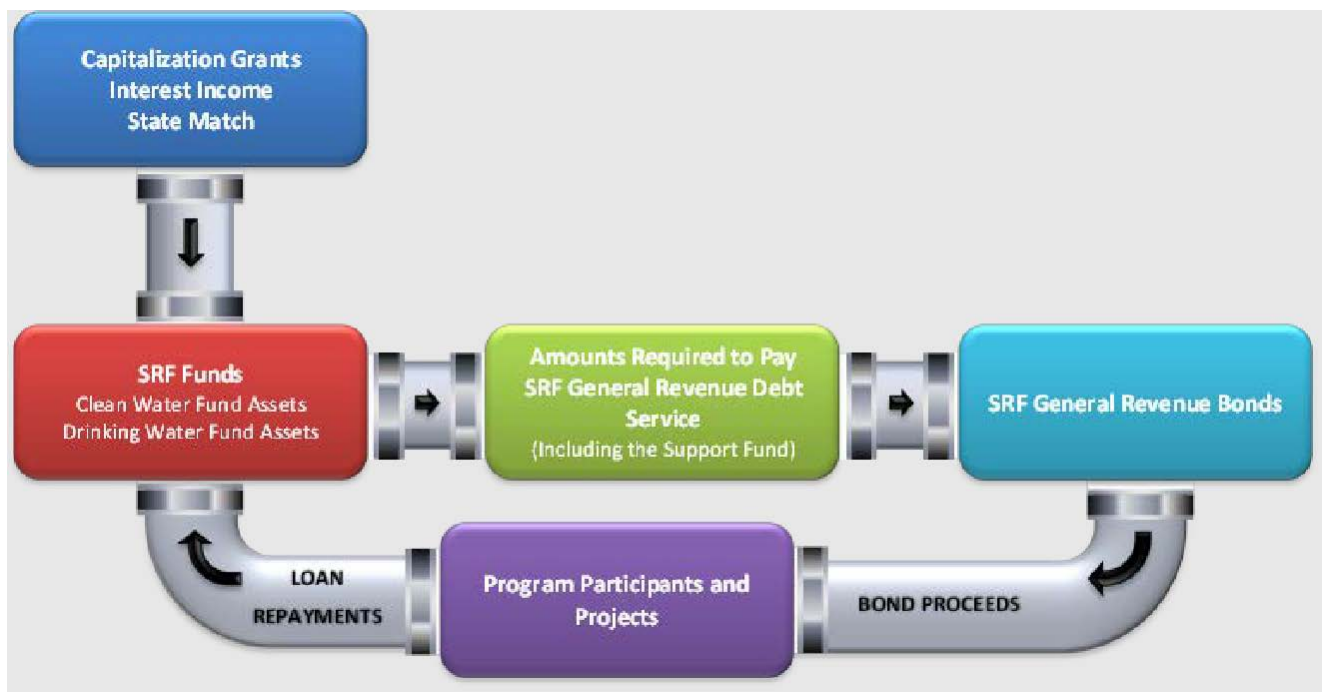 Capitalization Grants
Interest Income
State Match
SRF Funds
Clean Water Fund Assets
Drinking Water Fund Assets
Amounts Required to Pay
SRF General Revenue Debt
Service
(Including the Support Fund)
SRF General Revenue Bonds
LOAN
REPAYMENTS
Program Participants and
Projects
BOND PROCEEDS